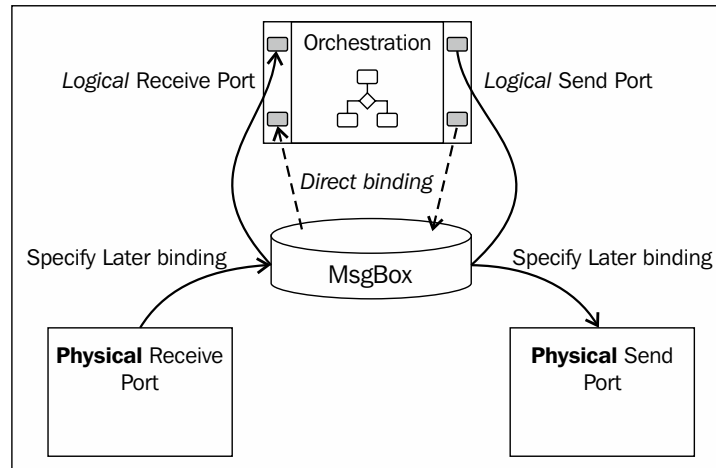 Orchestration
Logical Receive Port
Logical Send Port
Direct binding
Specify Later binding
MsgBox
Specify Later binding
Physical Receive
Port
Physical Send
Port